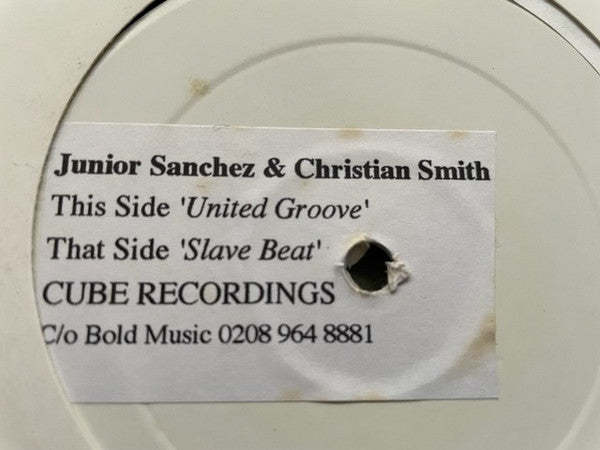 Junior Sanchez & Christian Smith
This Side 'United Groove'
That Side 'Slave Beat'
CUBE RECORDINGS
C/o Bold Music 0208 964 8881